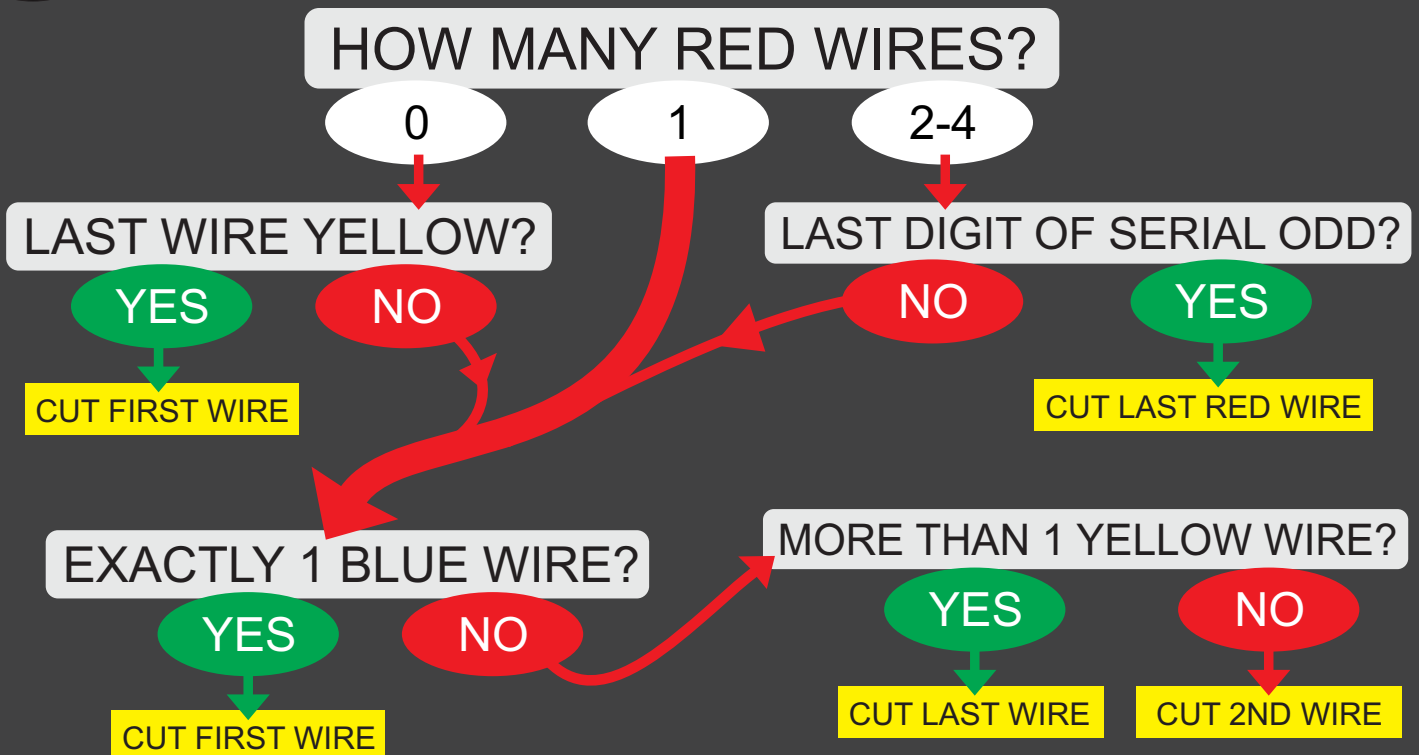 HOW MANY RED WIRES?
0
1
2-4
LAST WIRE YELLOW?
LAST DIGIT OF SERIAL ODD?
YES
NO
NO
YES
CUT FIRST WIRE
CUT LAST RED WIRE
EXACTLY 1 BLUE WIRE?
MORE THAN 1 YELLOW WIRE?
YES
NO
YES
NO
CUT FIRST WIRE
CUT LAST WIRE
CUT 2ND WIRE